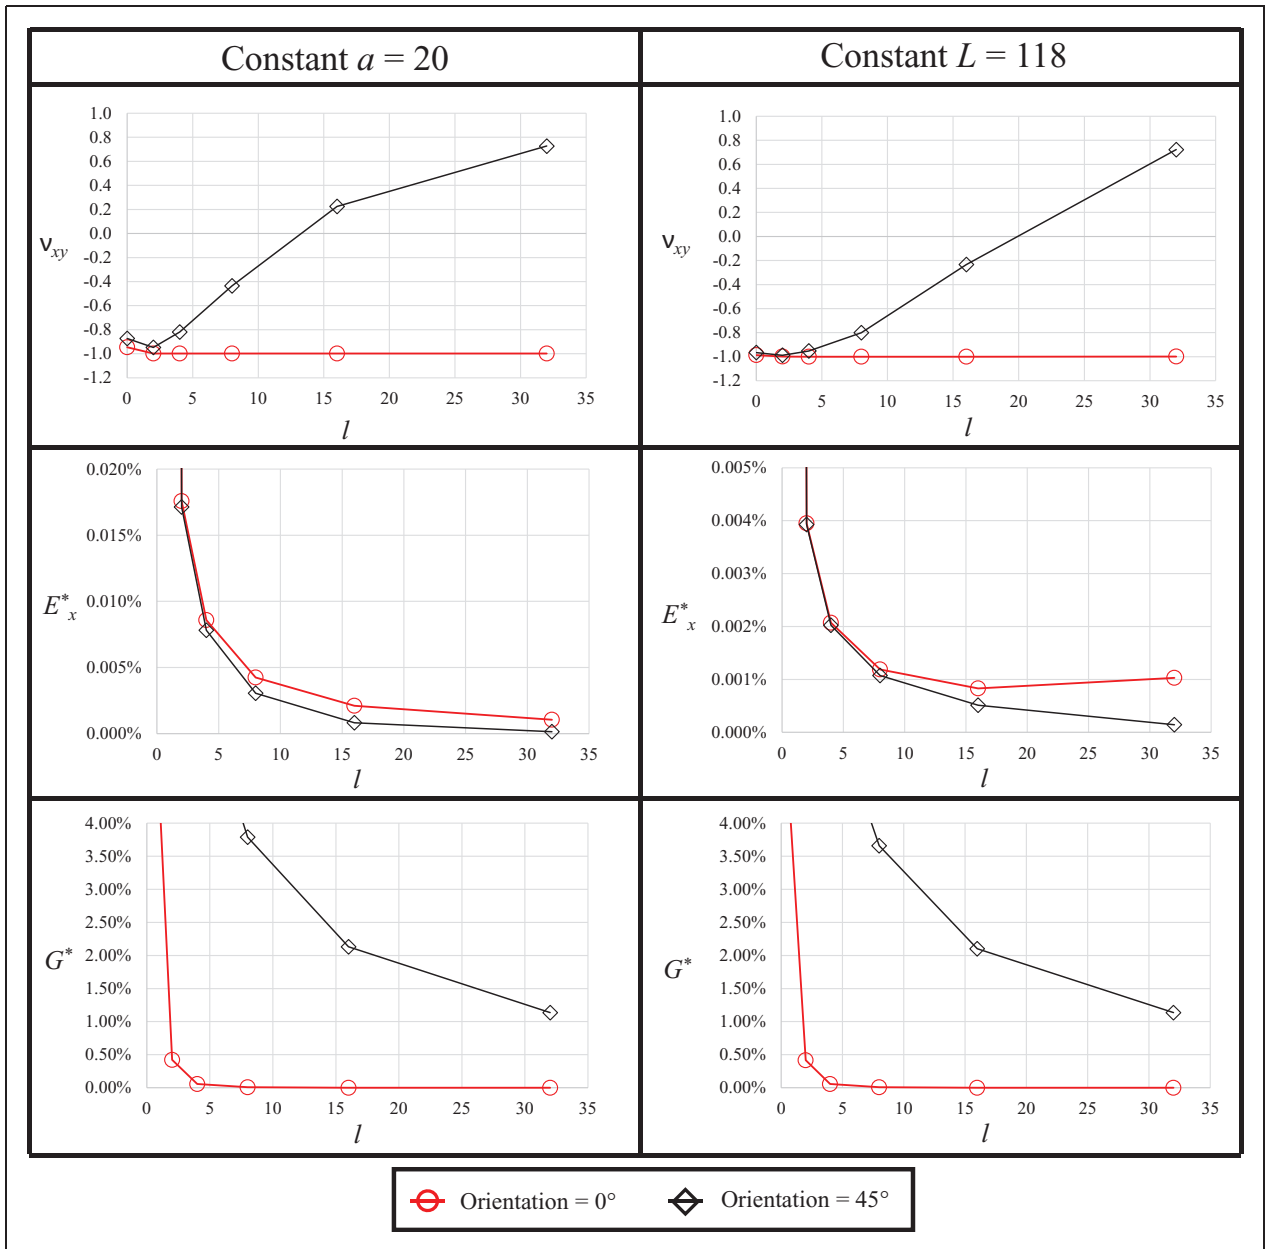 Constant a = 20
Constant L = 118
1.0
0.8
0.6
0.4
0.2
0.0
-0.2
-0.4
-0.6
-0.8
-1.0
-1.2
νxy
0 5 10 15 20 25 30 35
l
1.0
0.8
0.6
0.4
0.2
0.0
-0.2
-0.4
-0.6
-0.8
-1.0
-1.2
νxy
0 5 10 15 20 25 30 35
l
0.020%
0.015%
0.010%
0.005%
0.000%
E*x
0 5 10 15 20 25 30 35
l
0.005%
0.004%
0.003%
0.002%
0.001%
0.000%
E*x
0 5 10 15 20 25 30 35
l
4.00%
3.50%
3.00%
2.50%
2.00%
1.50%
1.00%
0.50%
0.00%
G*
0 5 10 15 20 25 30 35
l
4.00%
3.50%
3.00%
2.50%
2.00%
1.50%
1.00%
0.50%
0.00%
G*
0 5 10 15 20 25 30 35
l
Orientation = 0° Orientation = 45°